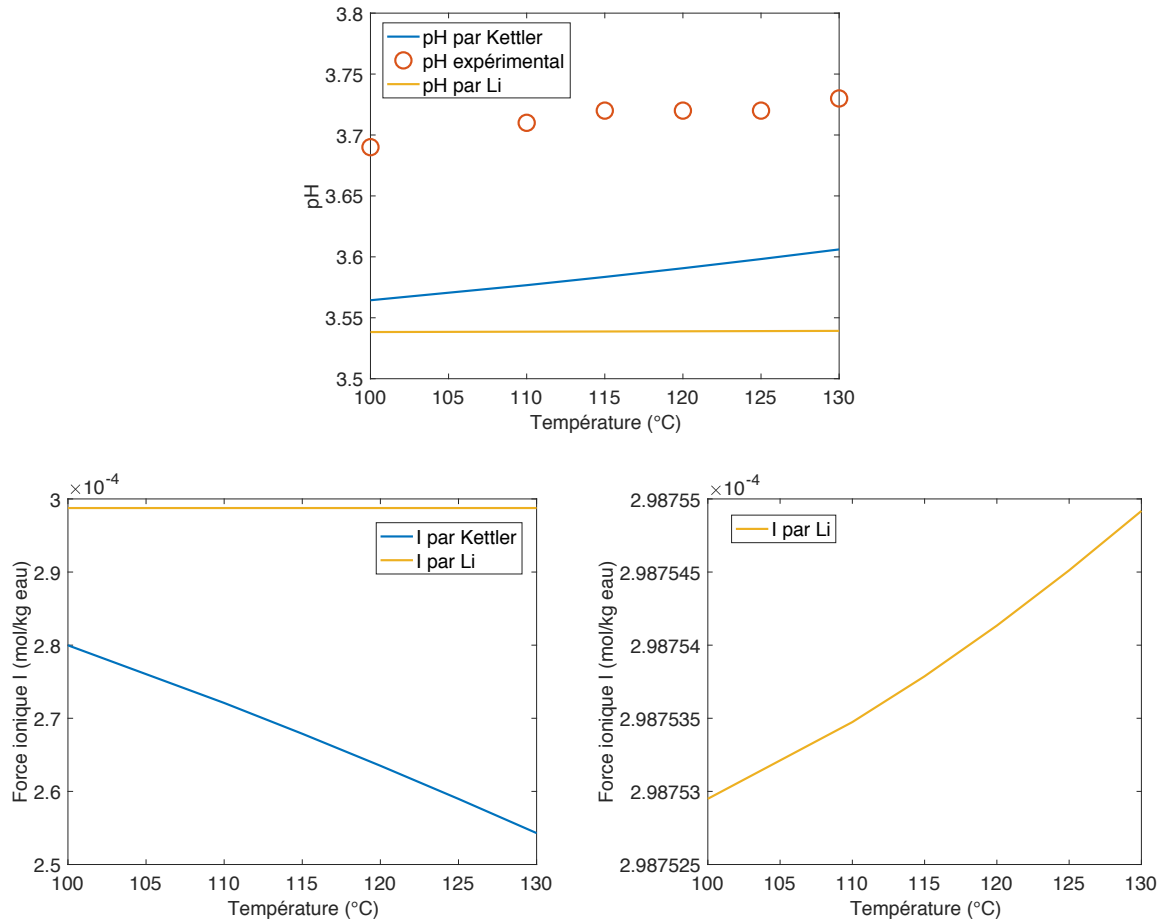 3.8
3.75
3.7
3.65
3.6
3.55
3.5
pH
pH par Kettler
pH expérimental
pH par Li
100 105 110 115 120 125 130
Température (°C)
×10⁻⁴
3
2.9
2.8
2.7
2.6
2.5
Force ionique I (mol/kg eau)
I par Kettler
I par Li
100 105 110 115 120 125 130
Température (°C)
×10⁻⁴
2.98755
2.987545
2.98754
2.987535
2.98753
2.987525
Force ionique I (mol/kg eau)
I par Li
100 105 110 115 120 125 130
Température (°C)